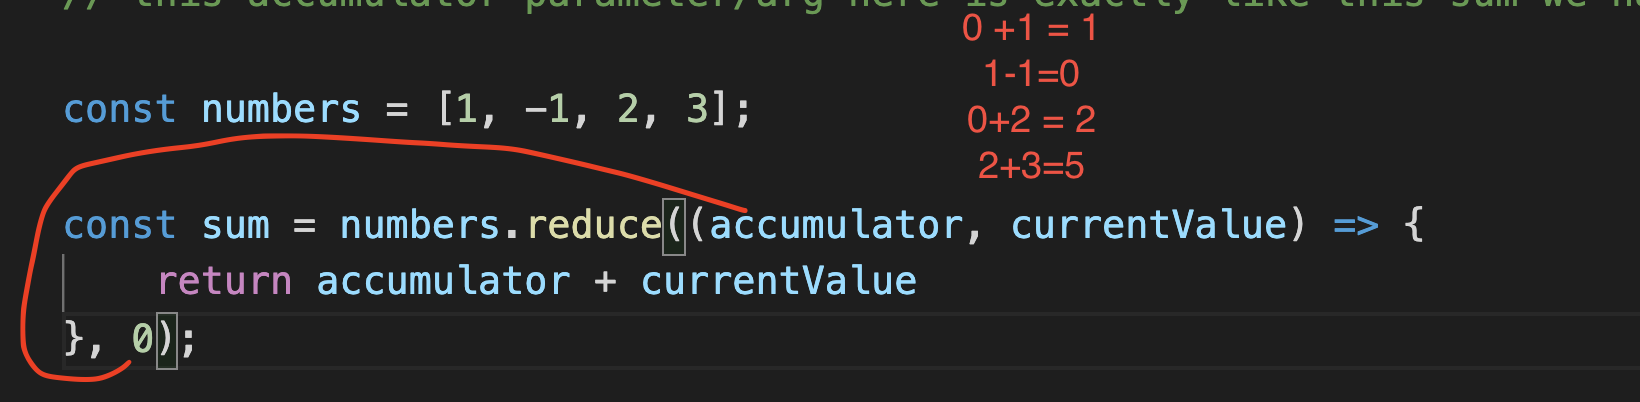 // this accumulator parameter/arg here is exactly like this sum we
0 +1 = 1
1-1=0
const numbers = [1, -1, 2, 3];
0+2 = 2
2+3=5
const sum = numbers.reduce((accumulator, currentValue) => {
return accumulator + currentValue
}, 0);